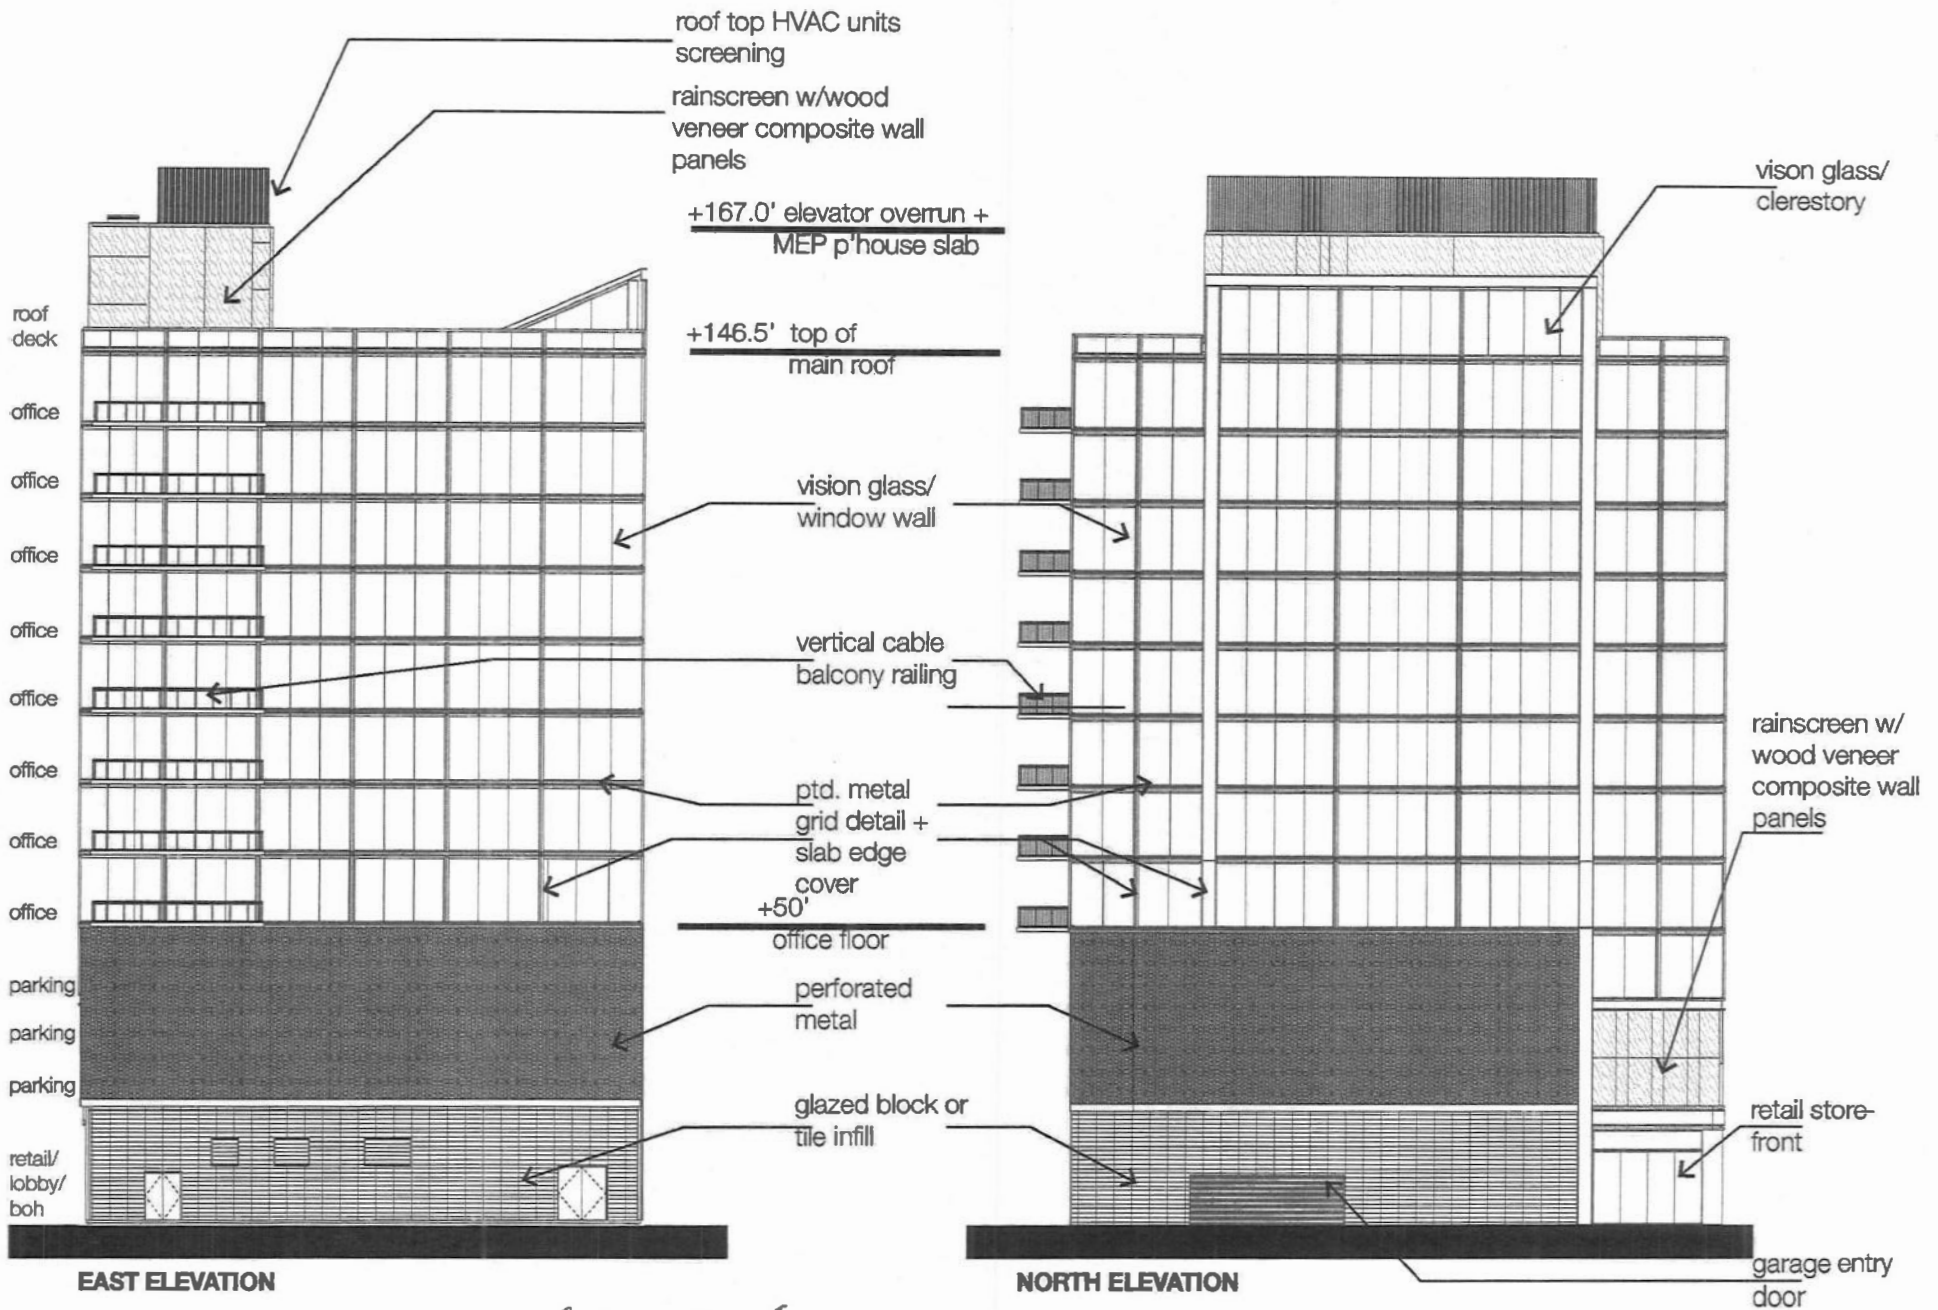 roof top HVAC units
screening
rainscreen w/wood
veneer composite wall
panels
+167.0' elevator overrun +
MEP p'house slab
vison glass/
clerestory
roof
deck
+146.5' top of
main roof
office
office
vision glass/
window wall
office
office
vertical cable
balcony railing
office
rainscreen w/
wood veneer
composite wall
panels
office
ptd. metal
grid detail +
slab edge
cover
office
office
+50'
office floor
parking
perforated
metal
parking
parking
glazed block or
tile infill
retail store-
front
retail/
lobby/
boh
garage entry
door
EAST ELEVATION
NORTH ELEVATION